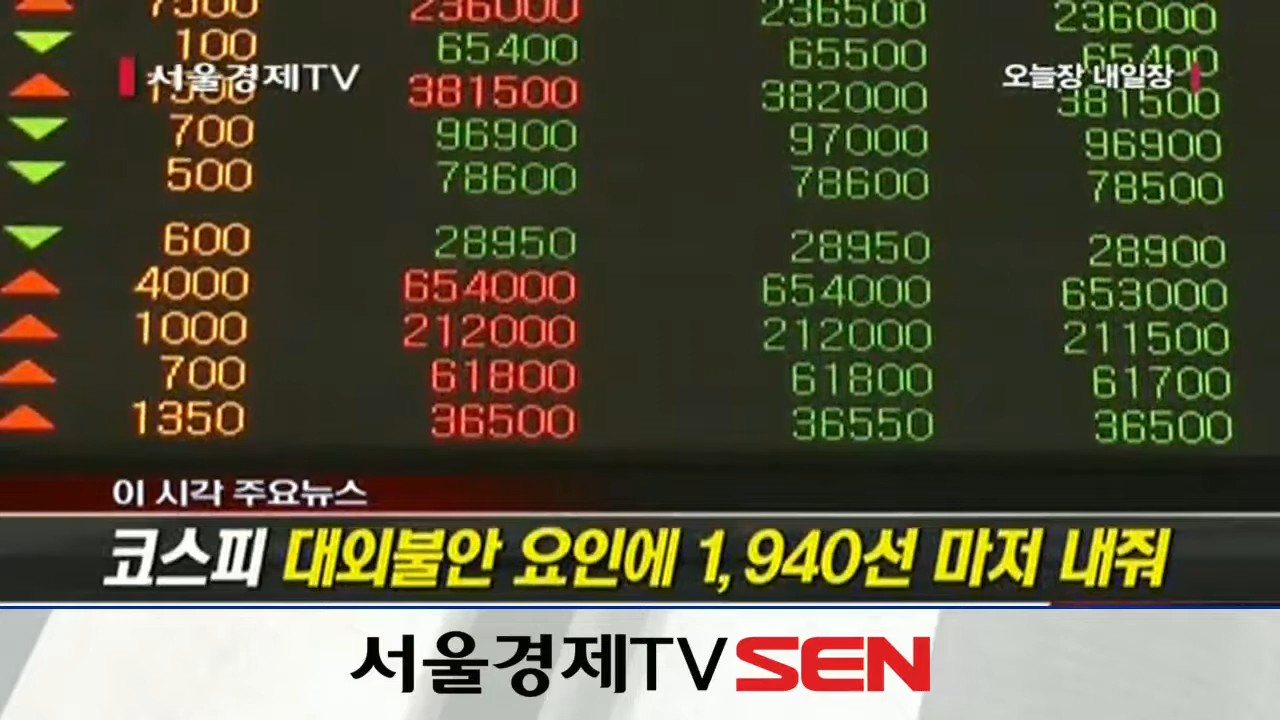 7500 236000 236500 236000
100 65400 65500 65400
서울경제TV
오늘장 내일장
1500 381500 382000 381500
700 96900 97000 96900
500 78600 78600 78500
600 28950 28950 28900
4000 654000 654000 653000
1000 212000 212000 211500
700 61800 61800 61700
1350 36500 36550 36500
이 시각 주요뉴스
코스피 대외불안 요인에 1,940선 마저 내줘
서울경제TV SEN